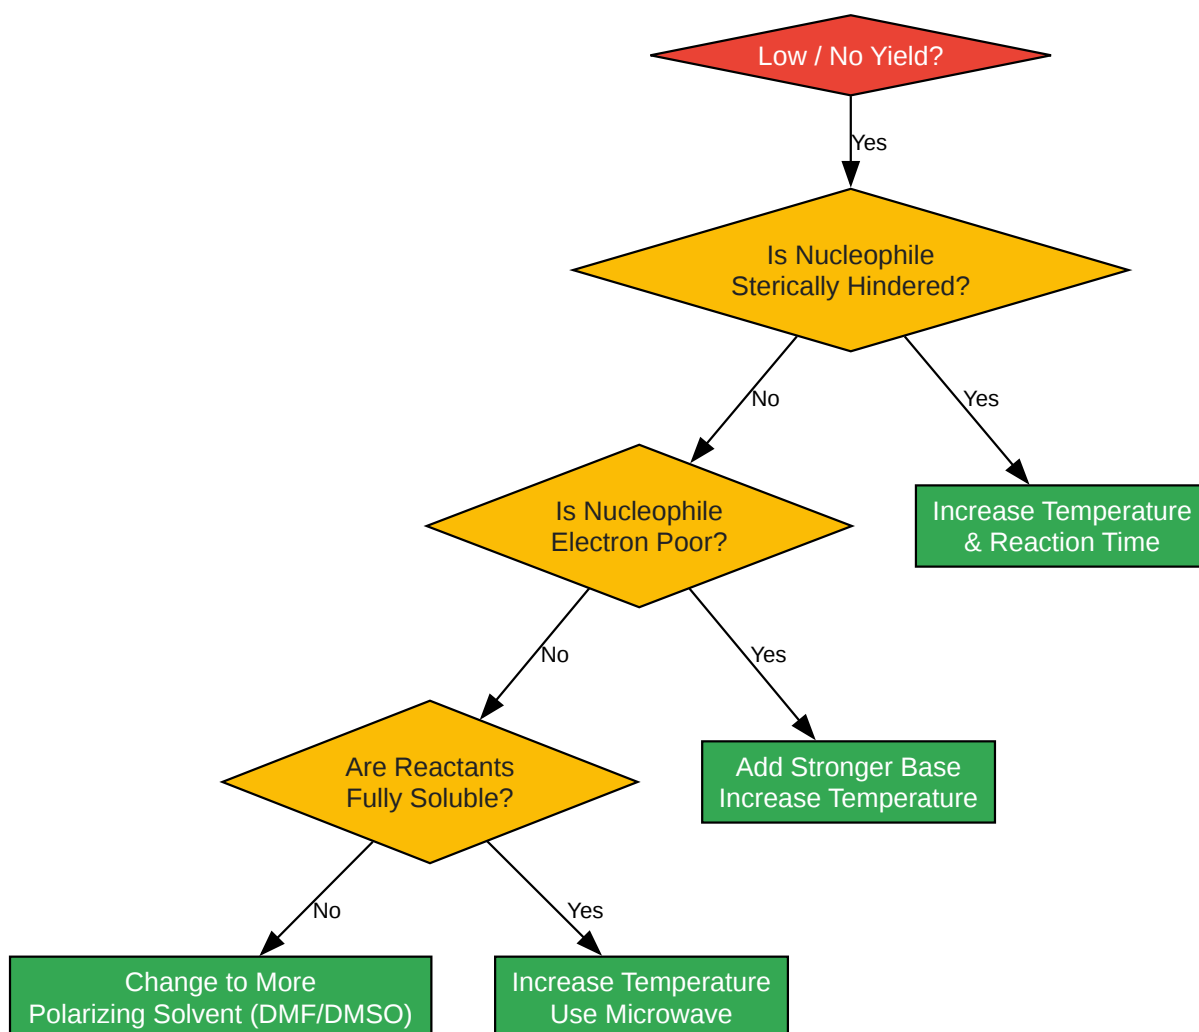 Low / No Yield?
Yes
Is Nucleophile
Sterically Hindered?
No
Yes
Is Nucleophile
Electron Poor?
Increase Temperature
& Reaction Time
No
Yes
Are Reactants
Fully Soluble?
Add Stronger Base
Increase Temperature
No
Yes
Change to More
Polarizing Solvent (DMF/DMSO)
Increase Temperature
Use Microwave